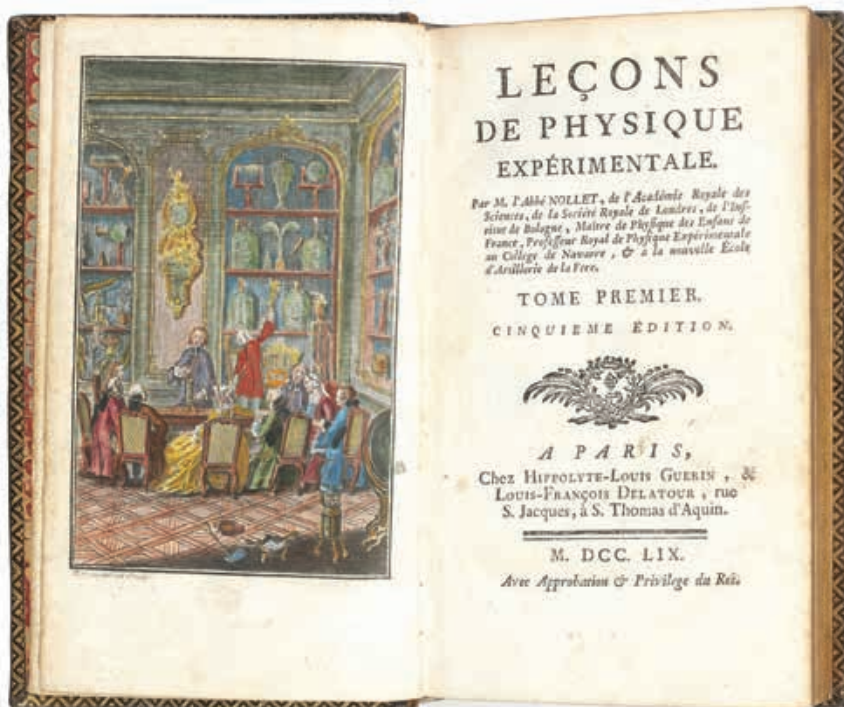 LEÇONS
DE PHYSIQUE
EXPÉRIMENTALE.
Par M. l'Abbé NOLLET, de l'Académie Royale des
Sciences, de la Société Royale de Londres, de l'Ins-
titut de Bologne, Maître de Physique des Enfans de
France, Professeur Royal de Physique Expérimentale
au College de Navarre, & à la nouvelle École
d'Artillerie de la Fere.
TOME PREMIER.
CINQUIEME ÉDITION.
A PARIS,
Chez HIPPOLYTE-LOUIS GUERIN, &
LOUIS-FRANÇOIS DELATOUR, rue
S. Jacques, à S. Thomas d'Aquin.
M. DCC. LIX.
Avec Approbation & Privilege du Roi.